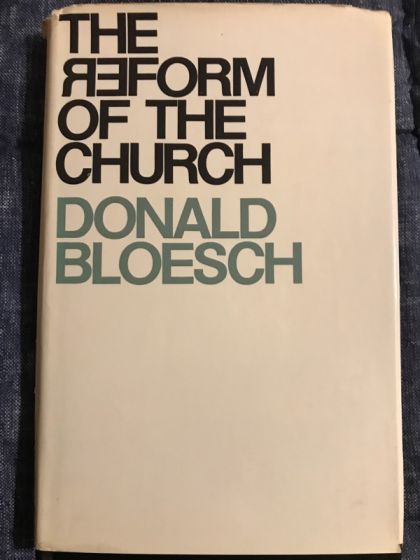 THE
REFORM
OF THE
CHURCH
DONALD
BLOESCH